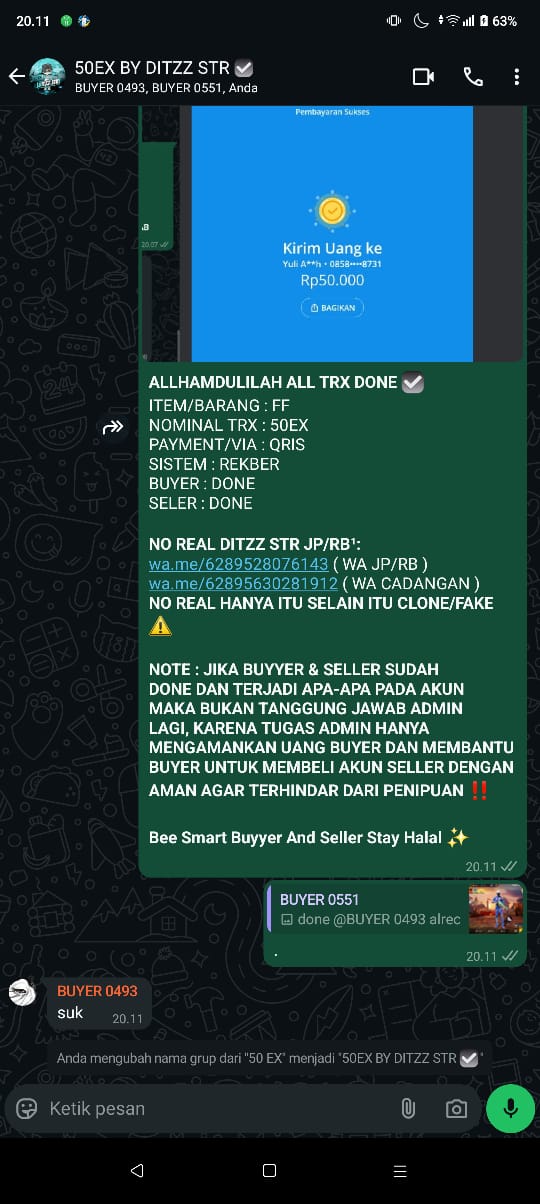 20.11
63%
50EX BY DITZZ STR ☑
BUYER 0493, BUYER 0551, Anda
Pembayaran Sukses
Kirim Uang ke
Yuli A**h • 0858••••8731
Rp50.000
BAGIKAN
20.07
ALLHAMDULILAH ALL TRX DONE ☑
ITEM/BARANG : FF
NOMINAL TRX : 50EX
PAYMENT/VIA : QRIS
SISTEM : REKBER
BUYER : DONE
SELER : DONE
NO REAL DITZZ STR JP/RB¹:
wa.me/6289528076143 ( WA JP/RB )
wa.me/62895630281912 ( WA CADANGAN )
NO REAL HANYA ITU SELAIN ITU CLONE/FAKE
⚠️
NOTE : JIKA BUYYER & SELLER SUDAH
DONE DAN TERJADI APA-APA PADA AKUN
MAKA BUKAN TANGGUNG JAWAB ADMIN
LAGI, KARENA TUGAS ADMIN HANYA
MENGAMANKAN UANG BUYER DAN MEMBANTU
BUYER UNTUK MEMBELI AKUN SELLER DENGAN
AMAN AGAR TERHINDAR DARI PENIPUAN ‼️
Bee Smart Buyyer And Seller Stay Halal ✨
20.11
BUYER 0551
done @BUYER 0493 alrec
.
20.11
BUYER 0493
suk
20.11
Anda mengubah nama grup dari "50 EX" menjadi "50EX BY DITZZ STR ☑"
Ketik pesan